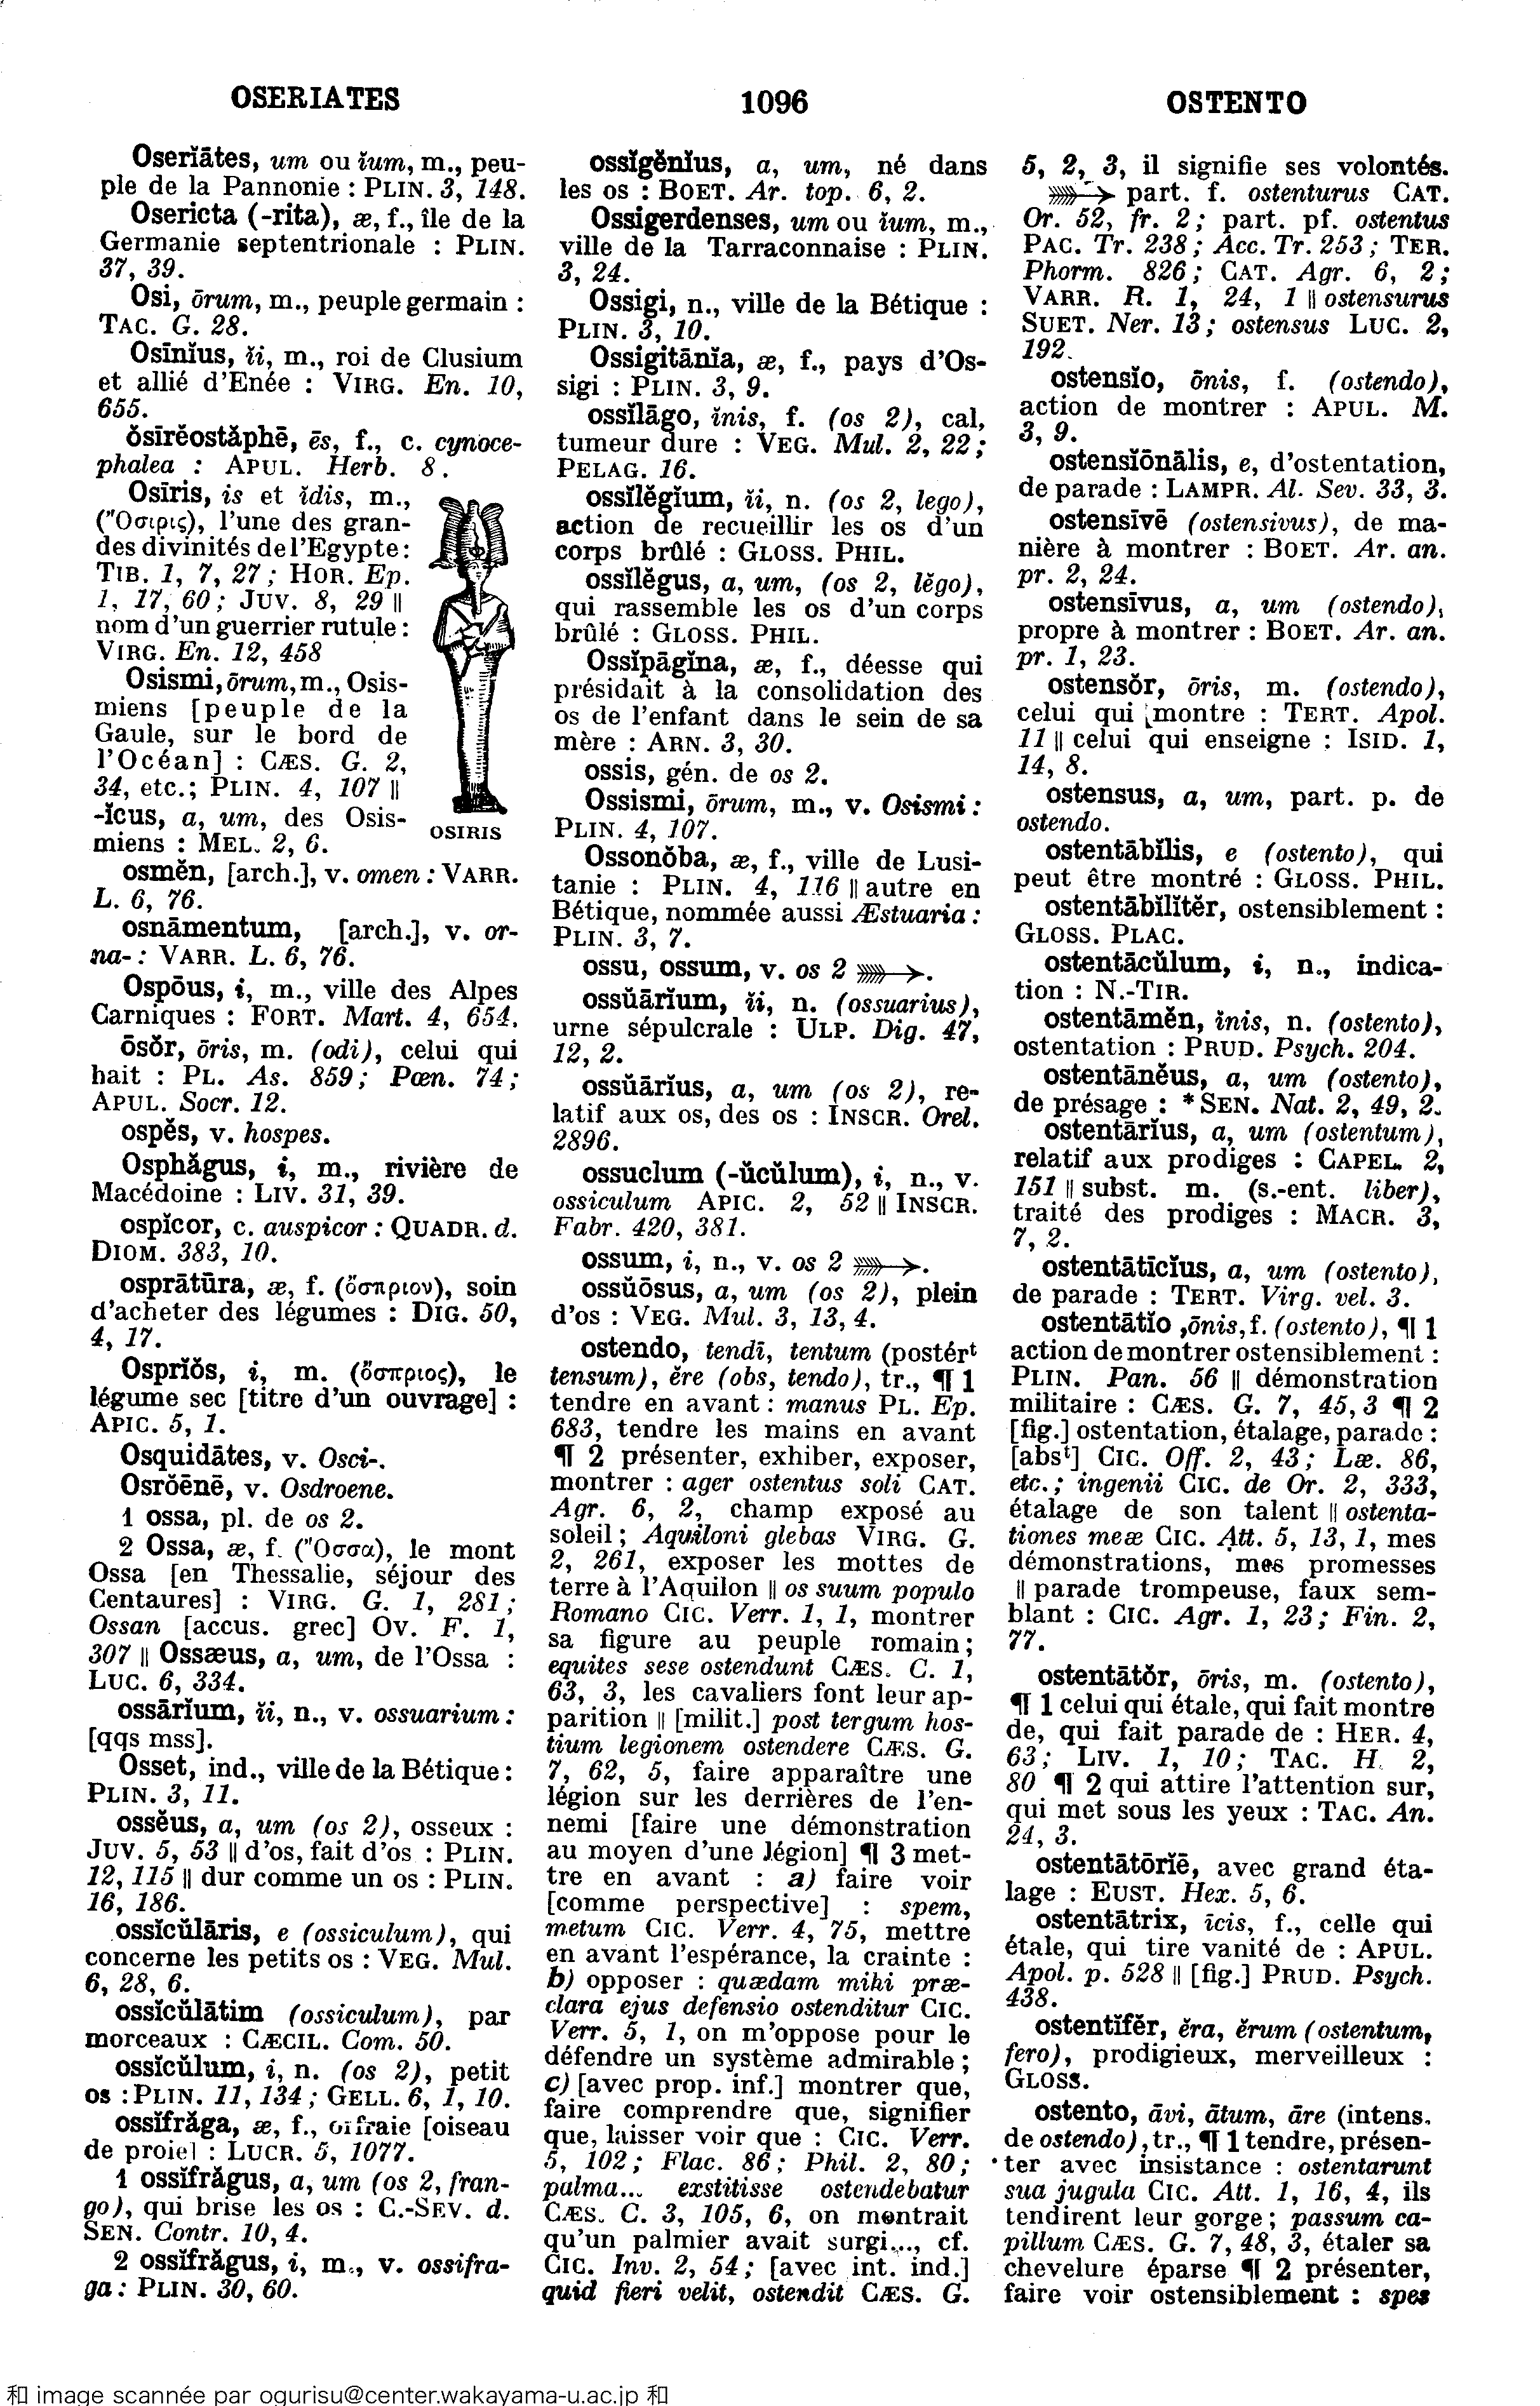 OSERIATES
1096
OSTENTO
Oserĭātes, um ou ĭum, m., peu-
ple de la Pannonie : PLIN. 3, 148.
Osericta (-rita), æ, f., île de la
Germanie septentrionale : PLIN.
37, 39.
Osi, ōrum, m., peuple germain :
TAC. G. 28.
Osīnĭus, ĭi, m., roi de Clusium
et allié d'Enée : VIRG. En. 10,
655.
ŏsīrĕostăphē, ēs, f., c. cynoce-
phalea : APUL. Herb. 8.
Osīris, is et ĭdis, m.,
("Οσιρις), l'une des gran-
des divinités de l'Egypte :
TIB. 1, 7, 27 ; HOR. Ep.
1, 17, 60 ; JUV. 8, 29 ||
nom d'un guerrier rutule :
VIRG. En. 12, 458
Osismi, ōrum, m., Osis-
miens [peuple de la
Gaule, sur le bord de
l'Océan] : CÆS. G. 2,
34, etc.; PLIN. 4, 107 ||
-ĭcus, a, um, des Osis-
miens : MEL. 2, 6.
OSIRIS
osmĕn, [arch.], v. omen : VARR.
L. 6, 76.
osnāmentum, [arch.], v. or-
na- : VARR. L. 6, 76.
Ospōus, i, m., ville des Alpes
Carniques : FORT. Mart. 4, 654.
ōsŏr, ōris, m. (odi), celui qui
hait : PL. As. 859 ; Pœn. 74 ;
APUL. Socr. 12.
ospĕs, v. hospes.
Osphăgus, i, m., rivière de
Macédoine : LIV. 31, 39.
ospĭcor, c. auspicor : QUADR. d.
DIOM. 383, 10.
osprātūra, æ, f. (ὄσπριον), soin
d'acheter des légumes : DIG. 50,
4, 17.
Osprĭŏs, i, m. (ὄσπριος), le
légume sec [titre d'un ouvrage] :
APIC. 5, 1.
Osquidātes, v. Osci-.
Osrŏēnē, v. Osdroene.
1 ossa, pl. de os 2.
2 Ossa, æ, f. ("Οσσα), le mont
Ossa [en Thessalie, séjour des
Centaures] : VIRG. G. 1, 281 ;
Ossan [accus. grec] OV. F. 1,
307 || Ossæus, a, um, de l'Ossa :
LUC. 6, 334.
ossārĭum, ĭi, n., v. ossuarium :
[qqs mss].
Osset, ind., ville de la Bétique :
PLIN. 3, 11.
ossĕus, a, um (os 2), osseux :
JUV. 5, 53 || d'os, fait d'os : PLIN.
12, 115 || dur comme un os : PLIN.
16, 186.
ossĭcŭlāris, e (ossiculum), qui
concerne les petits os : VEG. Mul.
6, 28, 6.
ossĭcŭlātim (ossiculum), par
morceaux : CÆCIL. Com. 50.
ossĭcŭlum, i, n. (os 2), petit
os : PLIN. 11, 134 ; GELL. 6, 1, 10.
ossĭfrăga, æ, f., orfraie [oiseau
de proie] : LUCR. 5, 1077.
1 ossĭfrăgus, a, um (os 2, fran-
go), qui brise les os : C.-SEV. d.
SEN. Contr. 10, 4.
2 ossĭfrăgus, i, m., v. ossifra-
ga : PLIN. 30, 60.
ossĭgĕnĭus, a, um, né dans
les os : BOET. Ar. top. 6, 2.
Ossigerdenses, um ou ĭum, m.,
ville de la Tarraconnaise : PLIN.
3, 24.
Ossigi, n., ville de la Bétique :
PLIN. 3, 10.
Ossigitānĭa, æ, f., pays d'Os-
sigi : PLIN. 3, 9.
ossīlāgo, ĭnis, f. (os 2), cal,
tumeur dure : VEG. Mul. 2, 22 ;
PELAG. 16.
ossĭlĕgĭum, ĭi, n. (os 2, lego),
action de recueillir les os d'un
corps brûlé : GLOSS. PHIL.
ossĭlĕgus, a, um, (os 2, lĕgo),
qui rassemble les os d'un corps
brûlé : GLOSS. PHIL.
Ossĭpāgĭna, æ, f., déesse qui
présidait à la consolidation des
os de l'enfant dans le sein de sa
mère : ARN. 3, 30.
ossis, gén. de os 2.
Ossismi, ōrum, m., v. Osismi :
PLIN. 4, 107.
Ossonŏba, æ, f., ville de Lusi-
tanie : PLIN. 4, 116 || autre en
Bétique, nommée aussi Æstuaria :
PLIN. 3, 7.
ossu, ossum, v. os 2 ➳.
ossŭārĭum, ĭi, n. (ossuarius),
urne sépulcrale : ULP. Dig. 47,
12, 2.
ossŭārĭus, a, um (os 2), re-
latif aux os, des os : INSCR. Orel.
2896.
ossuclum (-ŭcŭlum), i, n., v.
ossiculum APIC. 2, 52 || INSCR.
Fabr. 420, 381.
ossum, i, n., v. os 2 ➳.
ossŭōsus, a, um (os 2), plein
d'os : VEG. Mul. 3, 13, 4.
ostendo, tendī, tentum (postérᵗ
tensum), ĕre (obs, tendo), tr., ¶ 1
tendre en avant : manus PL. Ep.
683, tendre les mains en avant
¶ 2 présenter, exhiber, exposer,
montrer : ager ostentus soli CAT.
Agr. 6, 2, champ exposé au
soleil ; Aquiloni glebas VIRG. G.
2, 261, exposer les mottes de
terre à l'Aquilon || os suum populo
Romano CIC. Verr. 1, 1, montrer
sa figure au peuple romain ;
equites sese ostendunt CÆS. C. 1,
63, 3, les cavaliers font leur ap-
parition || [milit.] post tergum hos-
tium legionem ostendere CÆS. G.
7, 62, 5, faire apparaître une
légion sur les derrières de l'en-
nemi [faire une démonstration
au moyen d'une légion] ¶ 3 met-
tre en avant : a) faire voir
[comme perspective] : spem,
metum CIC. Verr. 4, 75, mettre
en avant l'espérance, la crainte :
b) opposer : quædam mihi præ-
clara ejus defensio ostenditur CIC.
Verr. 5, 1, on m'oppose pour le
défendre un système admirable ;
c) [avec prop. inf.] montrer que,
faire comprendre que, signifier
que, laisser voir que : CIC. Verr.
5, 102 ; Flac. 86 ; Phil. 2, 80 ;
palma... exstitisse ostendebatur
CÆS. C. 3, 105, 6, on montrait
qu'un palmier avait surgi..., cf.
CIC. Inv. 2, 54 ; [avec int. ind.]
quid fieri velit, ostendit CÆS. G.
5, 2, 3, il signifie ses volontés.
➳ part. f. ostenturus CAT.
Or. 52, fr. 2 ; part. pf. ostentus
PAC. Tr. 238 ; Acc. Tr. 253 ; TER.
Phorm. 826 ; CAT. Agr. 6, 2 ;
VARR. R. 1, 24, 1 || ostensurus
SUET. Ner. 13 ; ostensus LUC. 2,
192.
ostensĭo, ōnis, f. (ostendo),
action de montrer : APUL. M.
3, 9.
ostensĭōnālis, e, d'ostentation,
de parade : LAMPR. Al. Sev. 33, 3.
ostensīvē (ostensivus), de ma-
nière à montrer : BOET. Ar. an.
pr. 2, 24.
ostensīvus, a, um (ostendo),
propre à montrer : BOET. Ar. an.
pr. 1, 23.
ostensŏr, ōris, m. (ostendo),
celui qui montre : TERT. Apol.
11 || celui qui enseigne : ISID. 1,
14, 8.
ostensus, a, um, part. p. de
ostendo.
ostentābĭlis, e (ostento), qui
peut être montré : GLOSS. PHIL.
ostentābĭlĭtĕr, ostensiblement :
GLOSS. PLAC.
ostentācŭlum, i, n., indica-
tion : N.-TIR.
ostentāmĕn, ĭnis, n. (ostento),
ostentation : PRUD. Psych. 204.
ostentānĕus, a, um (ostento),
de présage : *SEN. Nat. 2, 49, 2.
ostentārĭus, a, um (ostentum),
relatif aux prodiges : CAPEL. 2,
151 || subst. m. (s.-ent. liber),
traité des prodiges : MACR. 3,
7, 2.
ostentātīcĭus, a, um (ostento),
de parade : TERT. Virg. vel. 3.
ostentātĭo ,ōnis, f. (ostento), ¶ 1
action de montrer ostensiblement :
PLIN. Pan. 56 || démonstration
militaire : CÆS. G. 7, 45, 3 ¶ 2
[fig.] ostentation, étalage, parade :
[absᵗ] CIC. Off. 2, 43 ; Læ. 86,
etc. ; ingenii CIC. de Or. 2, 333,
étalage de son talent || ostenta-
tiones meæ CIC. Att. 5, 13, 1, mes
démonstrations, mes promesses
|| parade trompeuse, faux sem-
blant : CIC. Agr. 1, 23 ; Fin. 2,
77.
ostentātŏr, ōris, m. (ostento),
¶ 1 celui qui étale, qui fait montre
de, qui fait parade de : HER. 4,
63 ; LIV. 1, 10 ; TAC. H. 2,
80 ¶ 2 qui attire l'attention sur,
qui met sous les yeux : TAC. An.
24, 3.
ostentātōrĭē, avec grand éta-
lage : EUST. Hex. 5, 6.
ostentātrix, īcis, f., celle qui
étale, qui tire vanité de : APUL.
Apol. p. 528 || [fig.] PRUD. Psych.
438.
ostentĭfĕr, ĕra, ĕrum (ostentum,
fero), prodigieux, merveilleux :
GLOSS.
ostento, āvi, ātum, āre (intens.
de ostendo), tr., ¶ 1 tendre, présen-
ter avec insistance : ostentarunt
sua jugula CIC. Att. 1, 16, 4, ils
tendirent leur gorge ; passum ca-
pillum CÆS. G. 7, 48, 3, étaler sa
chevelure éparse ¶ 2 présenter,
faire voir ostensiblement : spes
和 image scannée par ogurisu@center.wakayama-u.ac.jp 和